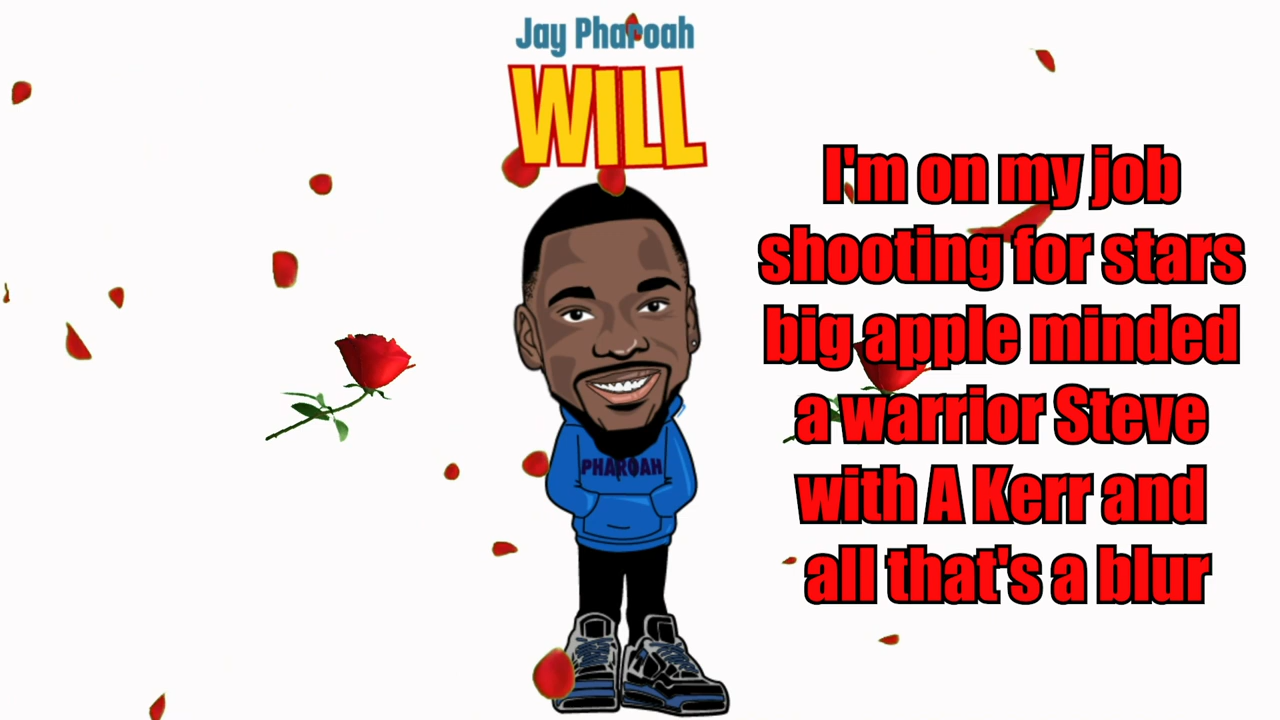 Jay Pharoah
WILL
I'm on my job
shooting for stars
big apple minded
a warrior Steve
with A Kerr and
all that's a blur
PHAROAH